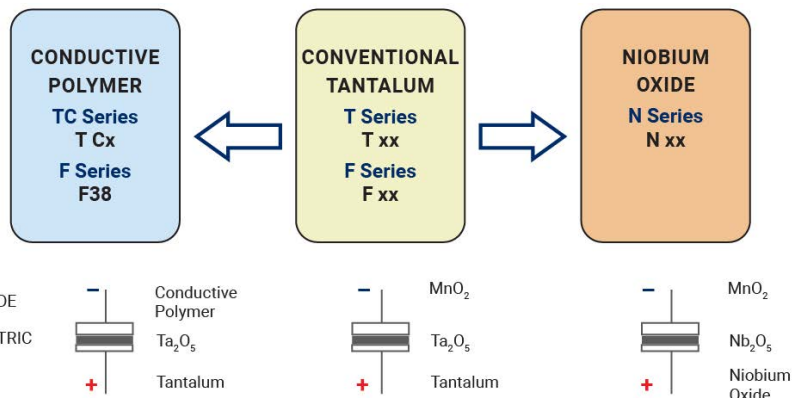 CONDUCTIVE
POLYMER
TC Series
T Cx
F Series
F38
CONVENTIONAL
TANTALUM
T Series
T xx
F Series
F xx
NIOBIUM
OXIDE
N Series
N xx
DE
TRIC
−
+
Conductive
Polymer
Ta₂O₅
Tantalum
−
+
MnO₂
Ta₂O₅
Tantalum
−
+
MnO₂
Nb₂O₅
Niobium
Oxide